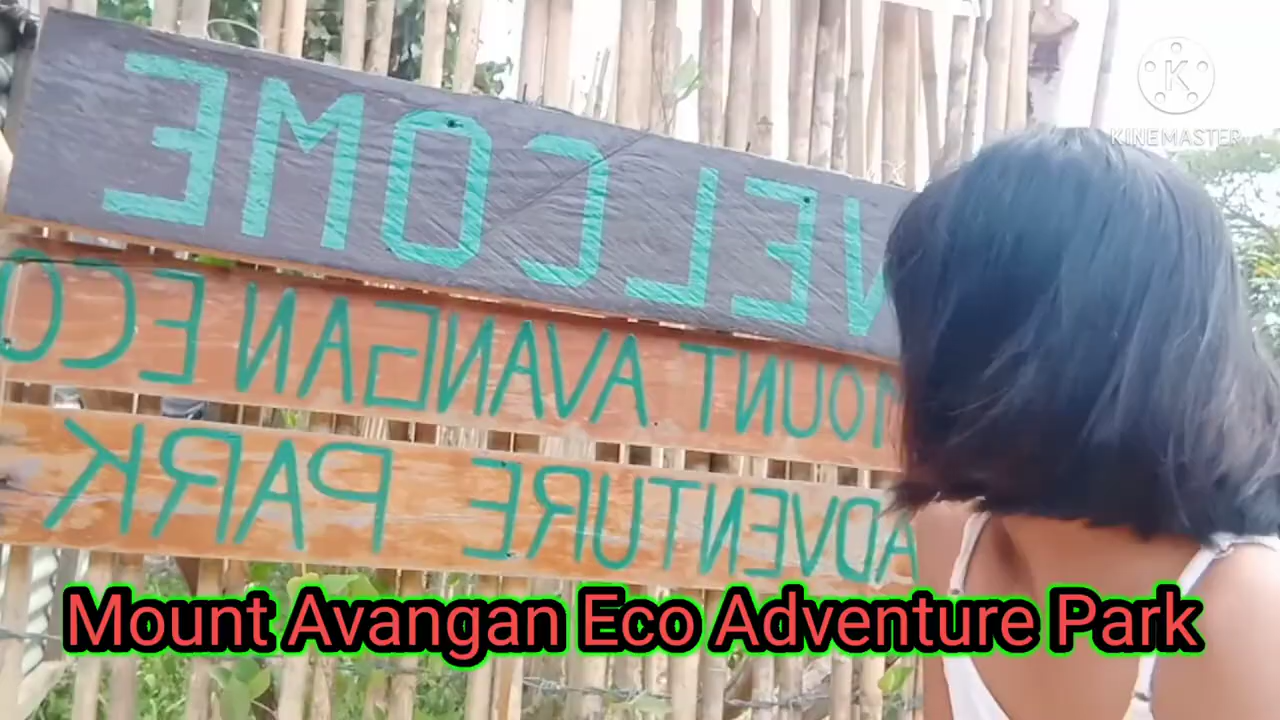 WELCOME
MOUNT AVANGAN ECO
ADVENTURE PARK
Mount Avangan Eco Adventure Park
K
KINEMASTER